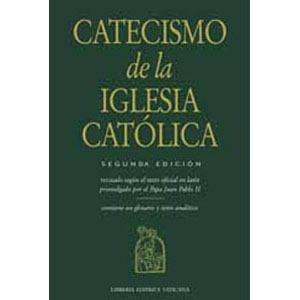 CATECISMO
de la
IGLESIA
CATÓLICA
SEGUNDA EDICIÓN
revisado según el texto oficial en latín
promulgado por el Papa Juan Pablo II
contiene un glosario y índice analítico
LIBRERIA EDITRICE VATICANA